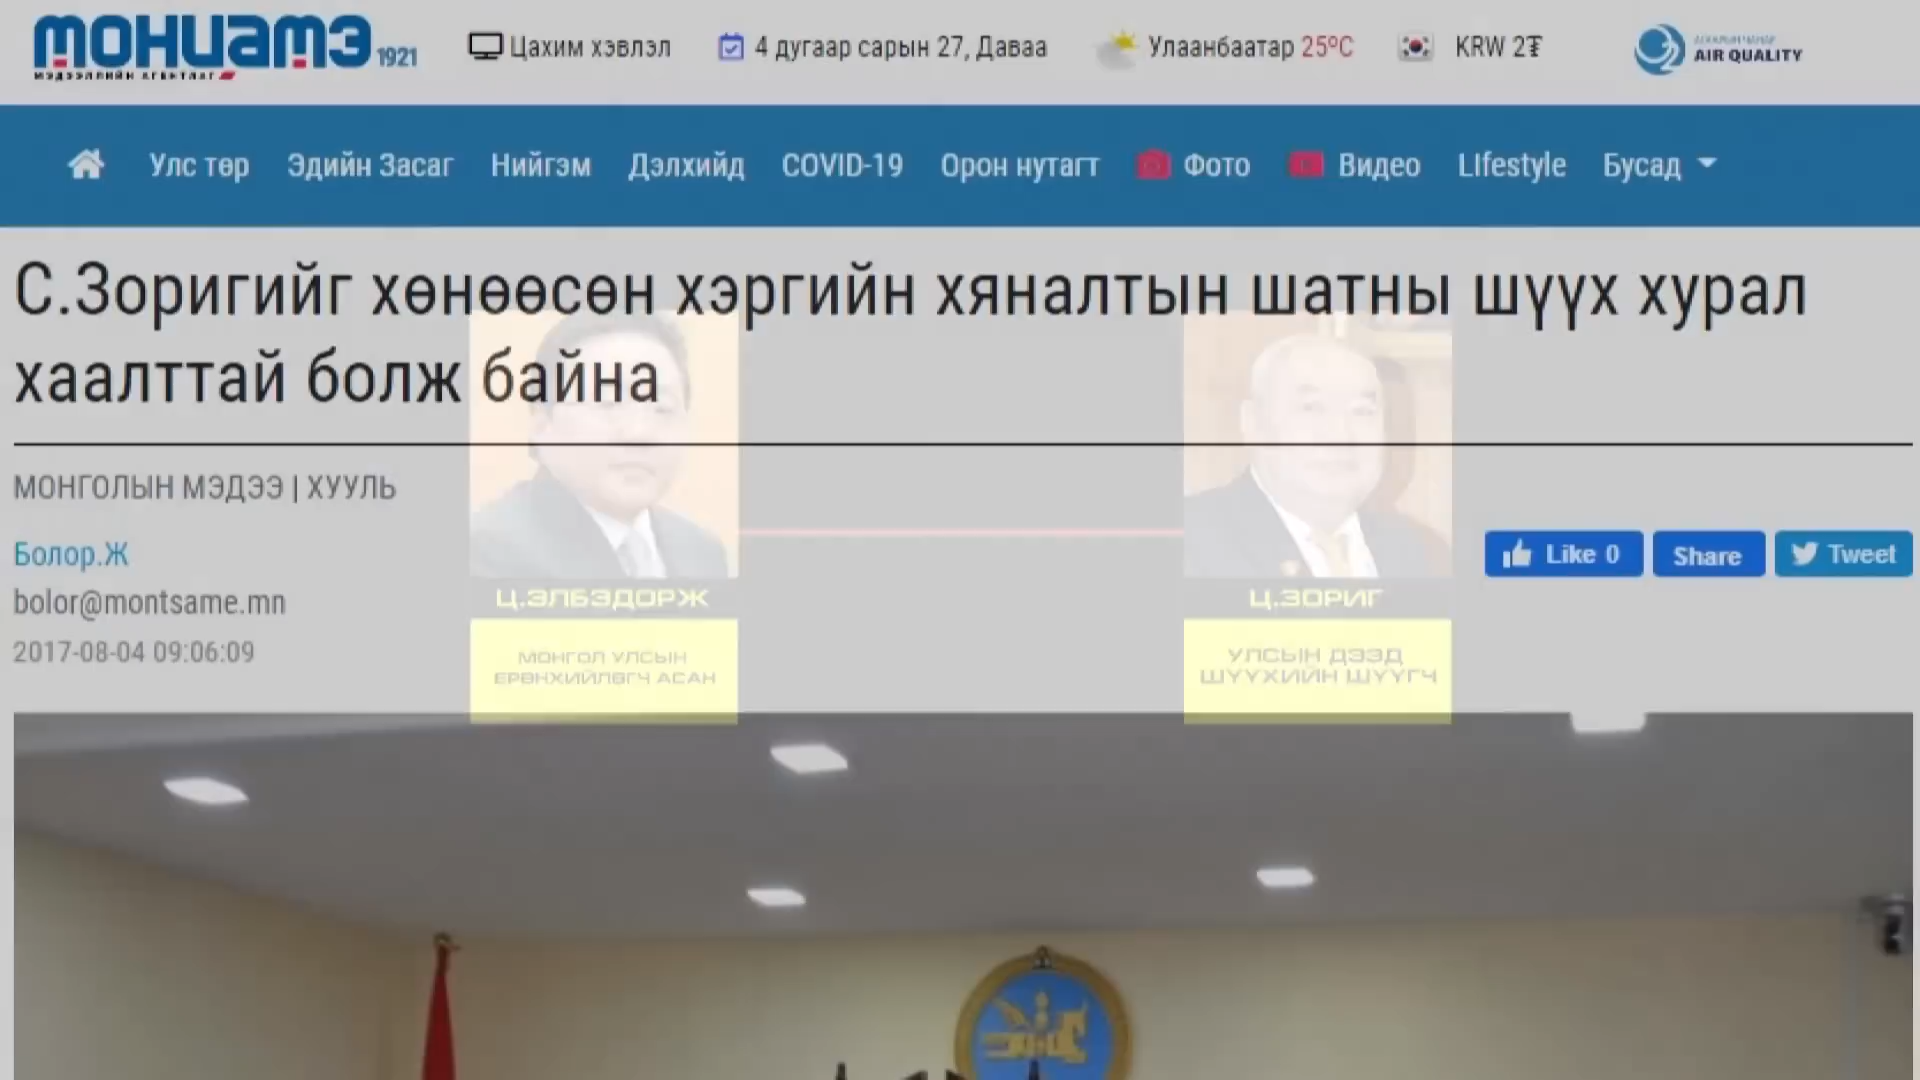 МОНЦАМЭ 1921
МЭДЭЭЛЛИЙН АГЕНТЛАГ
Цахим хэвлэл
4 дугаар сарын 27, Даваа
Улаанбаатар 25°C
KRW 2₮
AIR QUALITY
Улс төр Эдийн Засаг Нийгэм Дэлхийд COVID-19 Орон нутагт Фото Видео LIfestyle Бусад
С.Зоригийг хөнөөсөн хэргийн хяналтын шатны шүүх хурал
хаалттай болж байна
МОНГОЛЫН МЭДЭЭ | ХУУЛЬ
Болор.Ж
bolor@montsame.mn
2017-08-04 09:06:09
Like 0 Share Tweet
Ц.ЭЛБЭДОРЖ
МОНГОЛ УЛСЫН
ЕРӨНХИЙЛӨГЧ АСАН
Ц.ЗОРИГ
УЛСЫН ДЭЭД
ШҮҮХИЙН ШҮҮГЧ